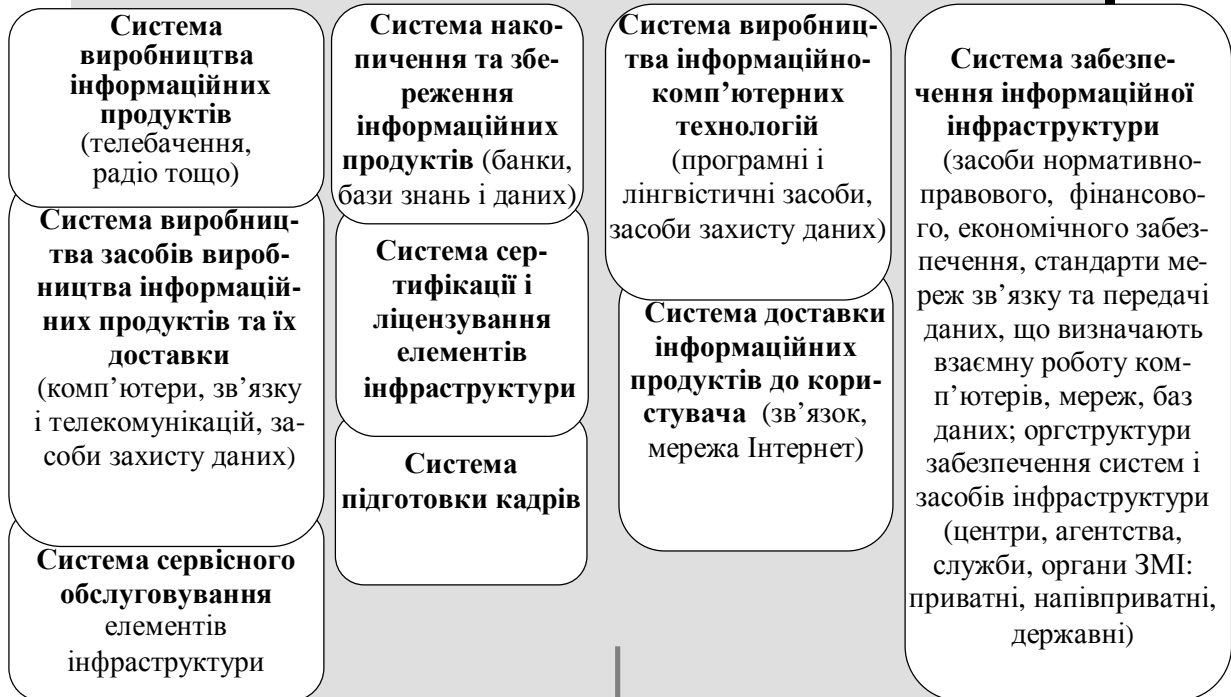 Система
виробництва
інформаційних
продуктів
(телебачення,
радіо тощо)
Система виробниц-
тва засобів вироб-
ництва інформацій-
них продуктів та їх
доставки
(комп’ютери, зв’язку
і телекомунікацій, за-
соби захисту даних)
Система сервісного
обслуговування
елементів
інфраструктури
Система нако-
пичення та збе-
реження
інформаційних
продуктів (банки,
бази знань і даних)
Система сер-
тифікації і
ліцензування
елементів
інфраструктури
Система
підготовки кадрів
Система виробниц-
тва інформаційно-
комп’ютерних
технологій
(програмні і
лінгвістичні засоби,
засоби захисту даних)
Система доставки
інформаційних
продуктів до кори-
стувача (зв’язок,
мережа Інтернет)
Система забезпе-
чення інформаційної
інфраструктури
(засоби нормативно-
правового, фінансово-
го, економічного забез-
печення, стандарти ме-
реж зв’язку та передачі
даних, що визначають
взаємну роботу ком-
п’ютерів, мереж, баз
даних; оргструктури
забезпечення систем і
засобів інфраструктури
(центри, агентства,
служби, органи ЗМІ:
приватні, напівприватні,
державні)